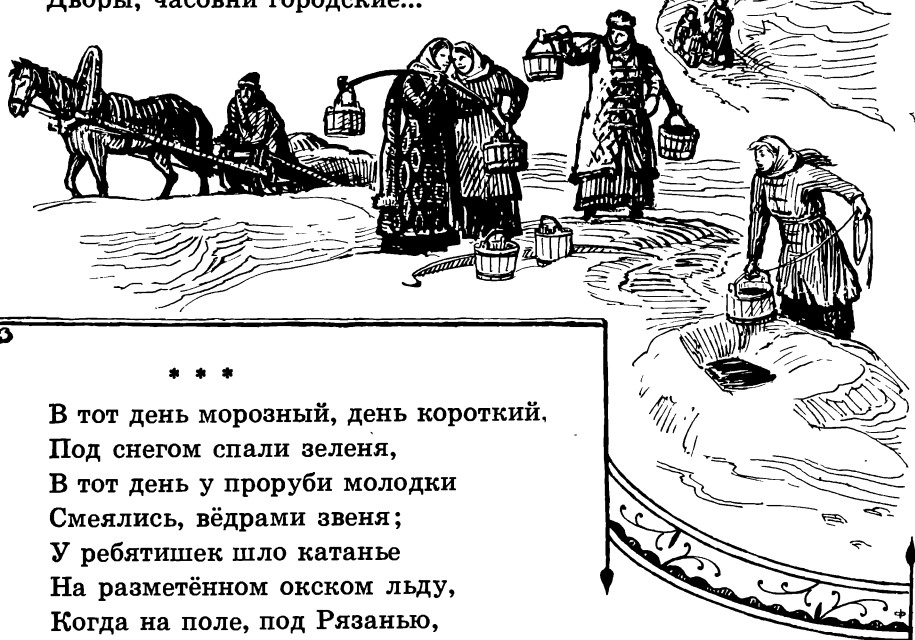 Дворы, часовни городские...
* * *
В тот день морозный, день короткий,
Под снегом спали зеленя,
В тот день у проруби молодки
Смеялись, вёдрами звеня;
У ребятишек шло катанье
На разметённом окском льду,
Когда на поле, под Рязанью,